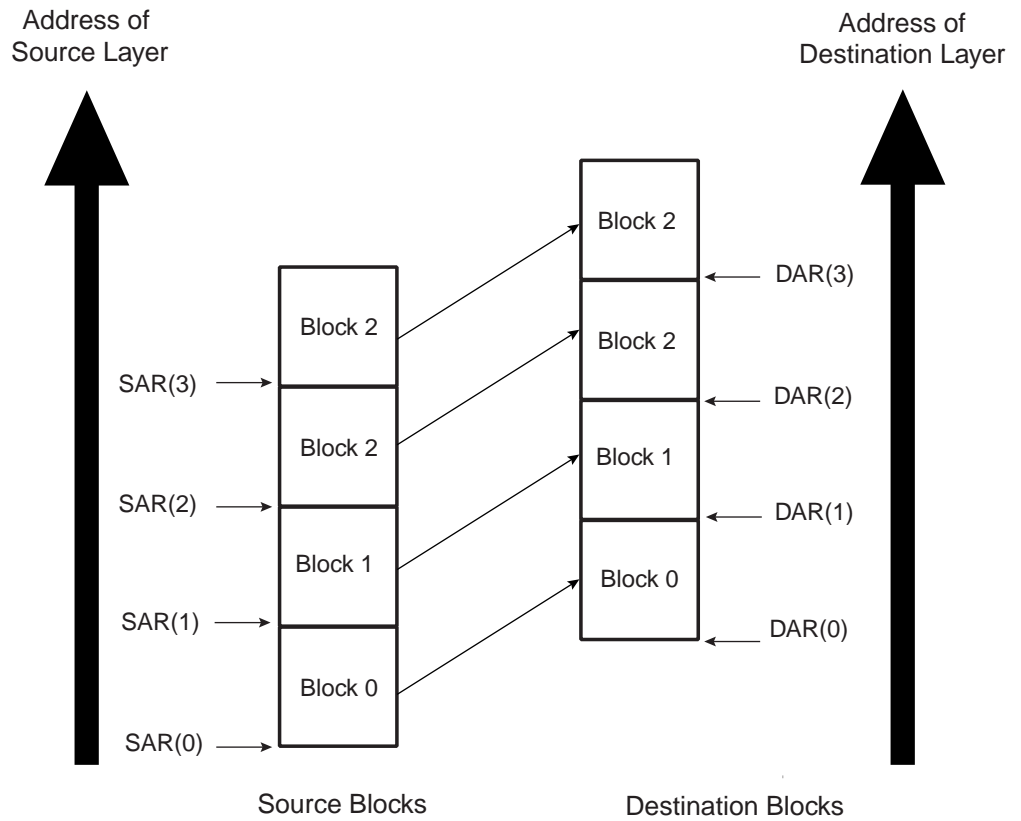 Address of
Source Layer
Address of
Destination Layer
Block 2
DAR(3)
Block 2
Block 2
SAR(3)
DAR(2)
Block 2
Block 1
SAR(2)
DAR(1)
Block 1
Block 0
SAR(1)
DAR(0)
Block 0
SAR(0)
Source Blocks
Destination Blocks